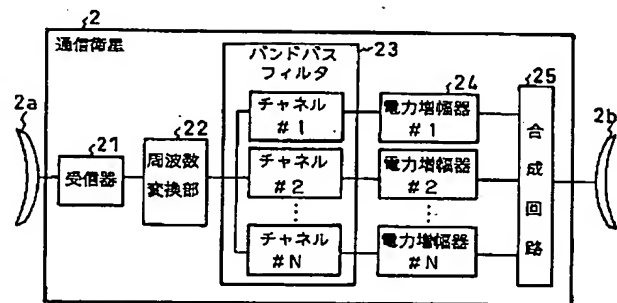 2
通信衛星
バンドパス
フィルタ
23
2a
21
受信器
22
周波数
変換部
チャネル
#1
チャネル
#2
⋮
チャネル
#N
24
電力増幅器
#1
電力増幅器
#2
⋮
電力増幅器
#N
25
合成回路
2b